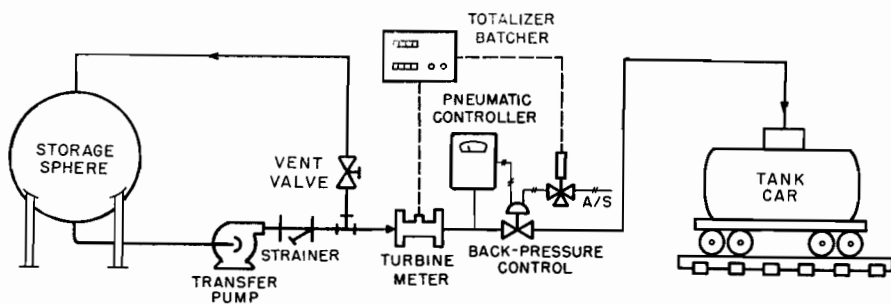 TOTALIZER
BATCHER
PNEUMATIC
CONTROLLER
STORAGE
SPHERE
VENT
VALVE
A/S
TANK
CAR
STRAINER
TURBINE
METER
BACK-PRESSURE
CONTROL
TRANSFER
PUMP